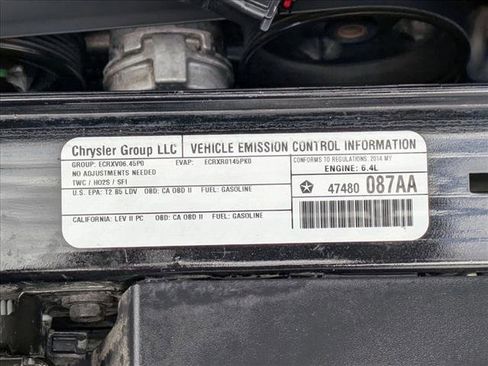 Chrysler Group LLC VEHICLE EMISSION CONTROL INFORMATION
GROUP: ECRXV06.45P0 EVAP: ECRXR0145PK0 CONFORMS TO REGULATIONS: 2014 MY
NO ADJUSTMENTS NEEDED ENGINE: 6.4L
TWC / HO2S / SFI
47480 087AA
U.S. EPA: T2 B5 LDV OBD: CA OBD II FUEL: GASOLINE
CALIFORNIA: LEV II PC OBD: CA OBD II FUEL: GASOLINE